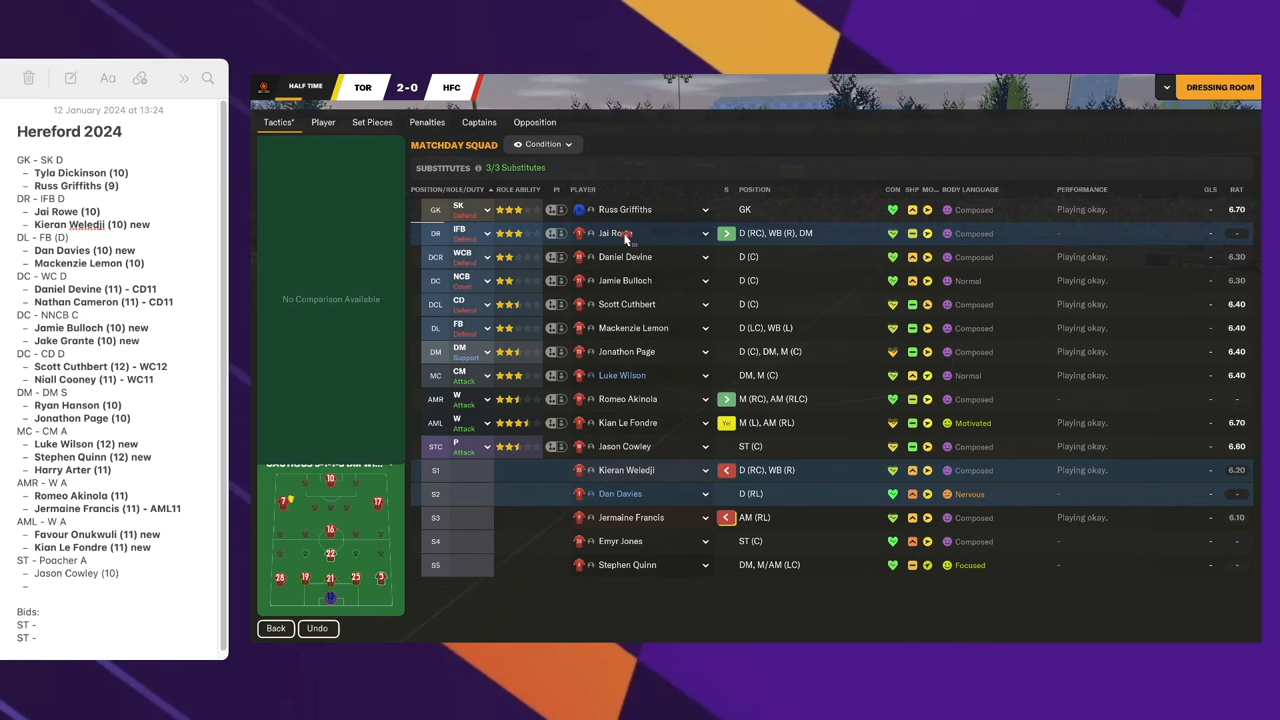 12 January 2024 at 13:24
Hereford 2024
GK - SK D
– Tyla Dickinson (10)
– Russ Griffiths (9)
DR - IFB D
– Jai Rowe (10)
– Kieran Weledji (10) new
DL - FB (D)
– Dan Davies (10) new
– Mackenzie Lemon (10)
DC - WC D
– Daniel Devine (11) - CD11
– Nathan Cameron (11) - CD11
DC - NNCB C
– Jamie Bulloch (10) new
– Jake Grante (10) new
DC - CD D
– Scott Cuthbert (12) - WC12
– Niall Cooney (11) - WC11
DM - DM S
– Ryan Hanson (10)
– Jonathon Page (10)
MC - CM A
– Luke Wilson (12) new
– Stephen Quinn (12) new
– Harry Arter (11)
AMR - W A
– Romeo Akinola (11)
– Jermaine Francis (11) - AML11
AML - W A
– Favour Onukwuli (11) new
– Kian Le Fondre (11) new
ST - Poacher A
– Jason Cowley (10)
–
Bids:
ST -
ST -
HALF TIME TOR 2-0 HFC DRESSING ROOM
Tactics* Player Set Pieces Penalties Captains Opposition
MATCHDAY SQUAD Condition
SUBSTITUTES 3/3 Substitutes
POSITION/ROLE/DUTY ROLE ABILITY PI PLAYER S POSITION CON SHP MO... BODY LANGUAGE PERFORMANCE GLS RAT
GK SK Defend Russ Griffiths GK Composed Playing okay. - 6.70
DR IFB Defend D (RC), WB (R), DM Composed - - -
DCR WCB Defend Daniel Devine D (C) Composed Playing okay. - 6.30
DC NCB Cover Jamie Bulloch D (C) Normal Playing okay. - 6.30
DCL CD Defend Scott Cuthbert D (C) Composed Playing okay. - 6.40
DL FB Defend Mackenzie Lemon D (LC), WB (L) Composed Playing okay. - 6.40
DM DM Support Jonathon Page D (C), DM, M (C) Composed Playing okay. - 6.40
MC CM Attack Luke Wilson DM, M (C) Normal Playing okay. - 6.40
AMR W Attack Romeo Akinola M (RC), AM (RLC) Composed - - -
AML W Attack Kian Le Fondre Yel M (L), AM (RL) Motivated Playing okay. - 6.70
STC P Attack Jason Cowley ST (C) Composed Playing okay. - 6.60
S1 Kieran Weledji D (RC), WB (R) Composed Playing okay. - 6.20
S2 Dan Davies D (RL) Nervous - - -
S3 Jermaine Francis AM (RL) Composed Playing okay. - 6.10
S4 Emyr Jones ST (C) Composed - - -
S5 Stephen Quinn DM, M/AM (LC) Focused - - -
No Comparison Available
10
7 17
16
22
28 19 21 25 5
Back Undo